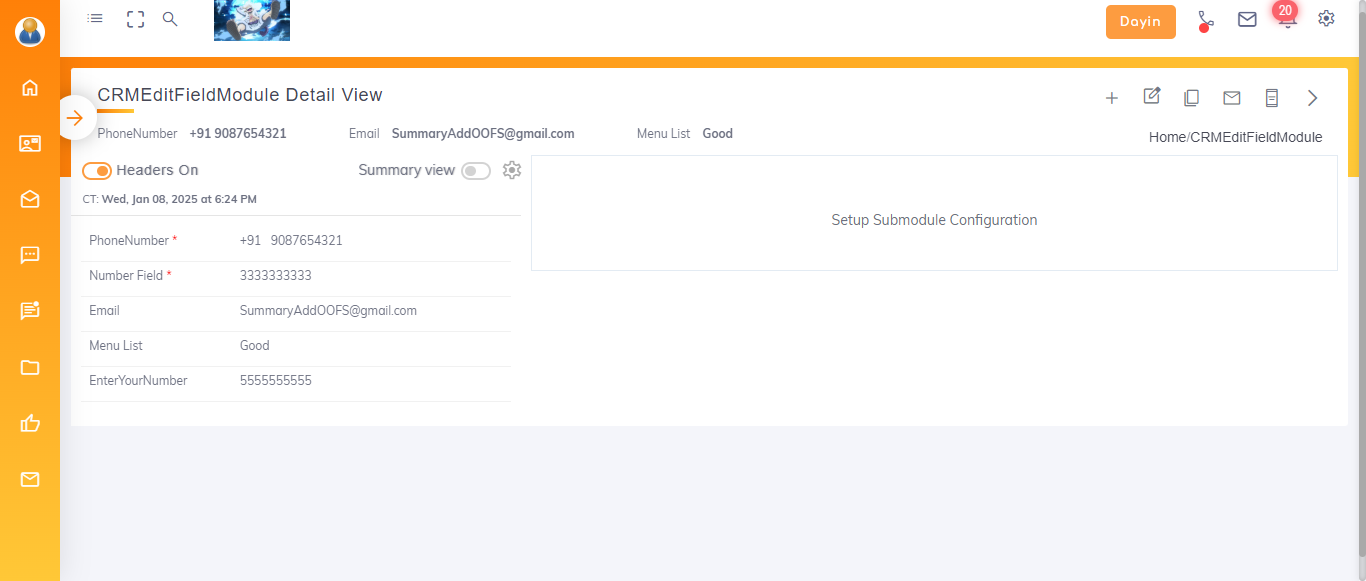 Dayin
20
CRMEditFieldModule Detail View
PhoneNumber +91 9087654321 Email SummaryAddOOFS@gmail.com Menu List Good
Home/CRMEditFieldModule
Headers On Summary view
CT: Wed, Jan 08, 2025 at 6:24 PM
Setup Submodule Configuration
PhoneNumber * +91 9087654321
Number Field * 3333333333
Email SummaryAddOOFS@gmail.com
Menu List Good
EnterYourNumber 5555555555